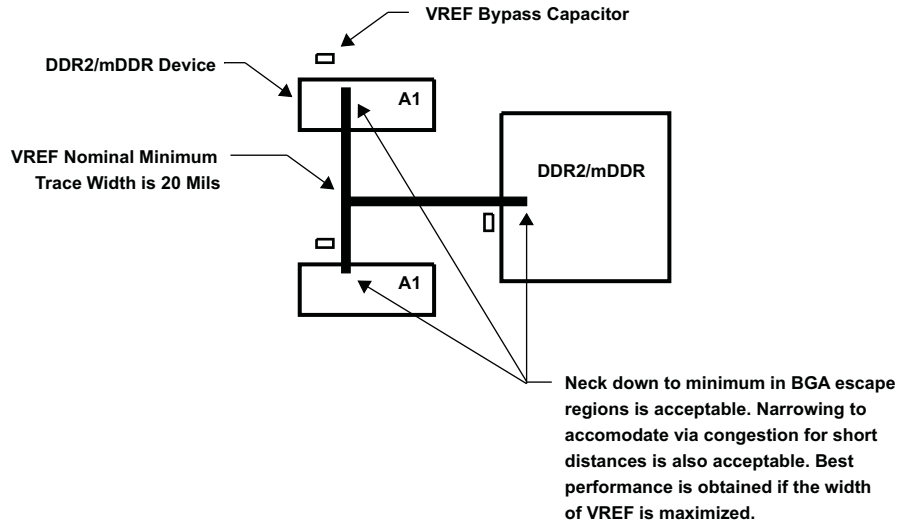 VREF Bypass Capacitor
DDR2/mDDR Device
A1
VREF Nominal Minimum
Trace Width is 20 Mils
DDR2/mDDR
A1
Neck down to minimum in BGA escape
regions is acceptable. Narrowing to
accomodate via congestion for short
distances is also acceptable. Best
performance is obtained if the width
of VREF is maximized.